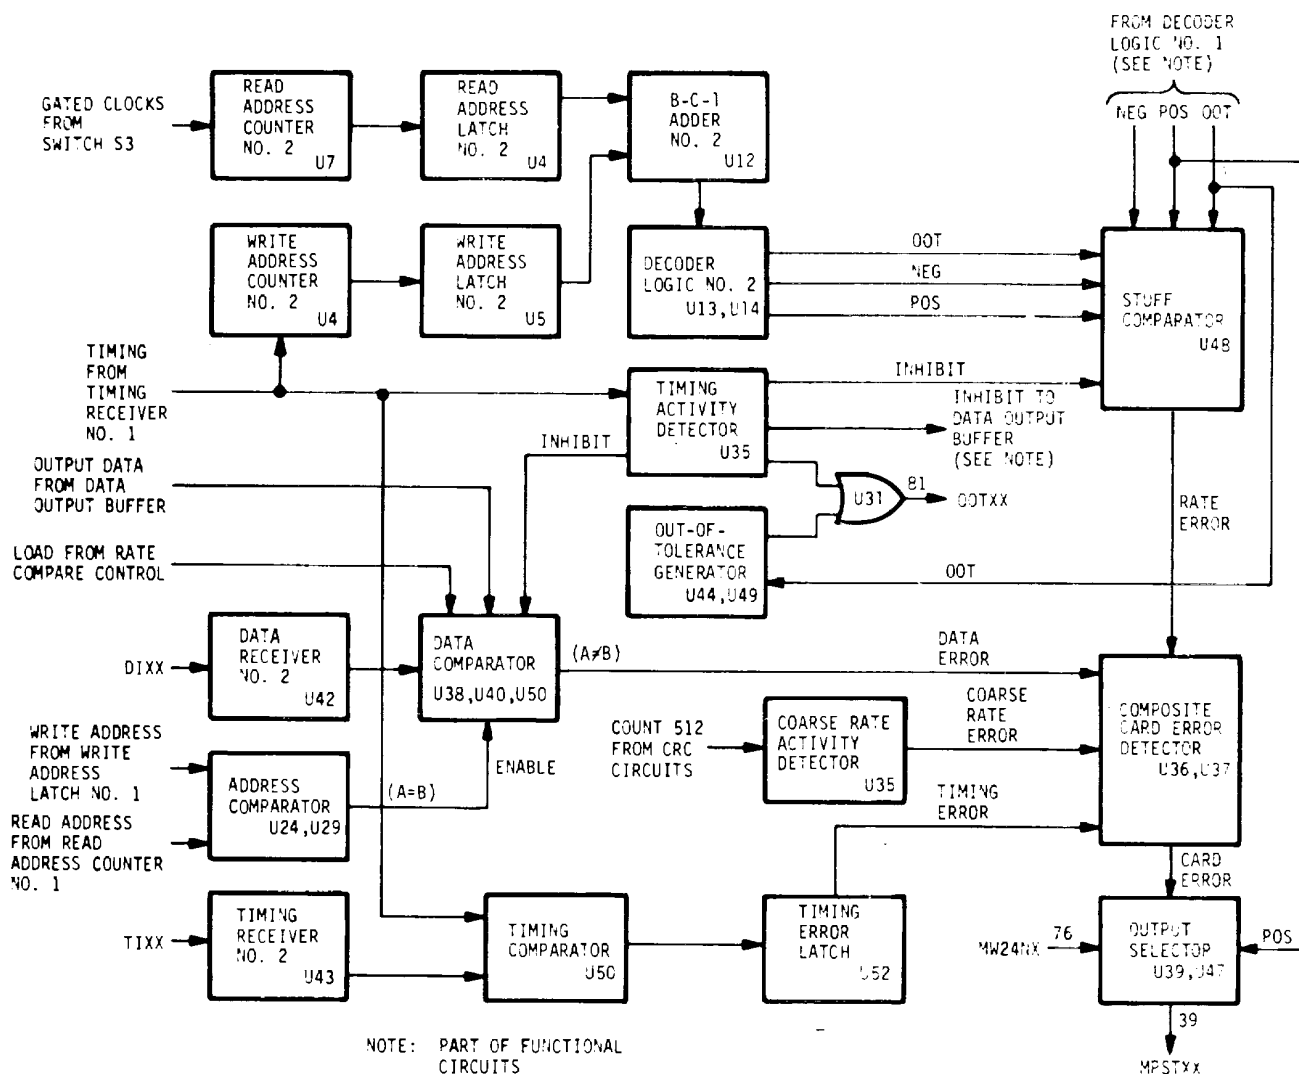 FROM DECODER
LOGIC NO. 1
(SEE NOTE)
NEG POS OOT
GATED CLOCKS
FROM
SWITCH S3
READ
ADDRESS
COUNTER
NO. 2
U7
READ
ADDRESS
LATCH
NO. 2
U4
B-C-1
ADDER
NO. 2
U12
WRITE
ADDRESS
COUNTER
NO. 2
U4
WRITE
ADDRESS
LATCH
NO. 2
U5
DECODER
LOGIC NO. 2
U13,U14
OOT
NEG
POS
STUFF
COMPARATOR
U48
TIMING
FROM
TIMING
RECEIVER
NO. 1
TIMING
ACTIVITY
DETECTOR
U35
INHIBIT
INHIBIT TO
DATA OUTPUT
BUFFER
(SEE NOTE)
INHIBIT
OUTPUT DATA
FROM DATA
OUTPUT BUFFER
U31
81
OOTXX
RATE
ERROR
OUT-OF-
TOLERANCE
GENERATOR
U44,U49
OOT
LOAD FROM RATE
COMPARE CONTROL
DIXX
DATA
RECEIVER
NO. 2
U42
DATA
COMPARATOR
U38,U40,U50
(A≠B)
DATA
ERROR
COMPOSITE
CARD ERROR
DETECTOR
U36,U37
WRITE ADDRESS
FROM WRITE
ADDRESS
LATCH NO. 1
READ ADDRESS
FROM READ
ADDRESS COUNTER
NO. 1
ADDRESS
COMPARATOR
U24,U29
(A=B)
ENABLE
COUNT 512
FROM CRC
CIRCUITS
COARSE RATE
ACTIVITY
DETECTOR
U35
COARSE
RATE
ERROR
TIMING
ERROR
CARD
ERROR
TIXX
TIMING
RECEIVER
NO. 2
U43
TIMING
COMPARATOR
U50
TIMING
ERROR
LATCH
U52
MW24NX
76
OUTPUT
SELECTOR
U39,U47
POS
39
MPSTXX
NOTE: PART OF FUNCTIONAL
CIRCUITS